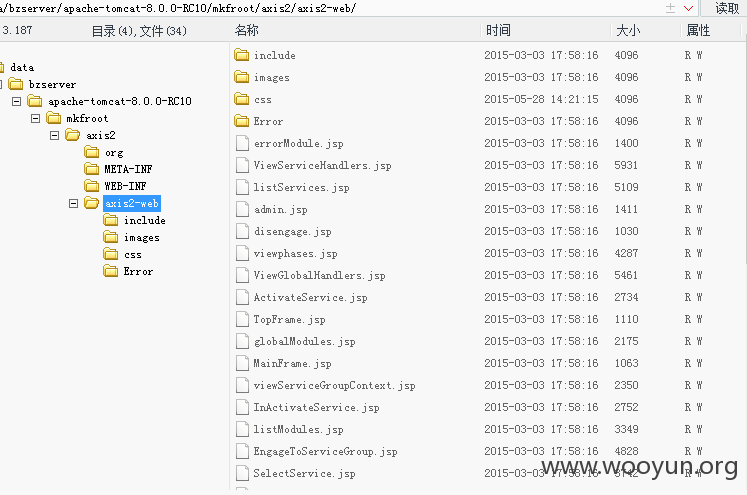 a/bzserver/apache-tomcat-8.0.0-RC10/mkfroot/axis2/axis2-web/ 读取
3.187 目录(4),文件(34) 名称 时间 大小 属性
data
bzserver
apache-tomcat-8.0.0-RC10
mkfroot
axis2
org
META-INF
WEB-INF
axis2-web
include
images
css
Error
include 2015-03-03 17:58:16 4096 R W
images 2015-03-03 17:58:16 4096 R W
css 2015-05-28 14:21:15 4096 R W
Error 2015-03-03 17:58:16 4096 R W
errorModule.jsp 2015-03-03 17:58:16 1400 R W
ViewServiceHandlers.jsp 2015-03-03 17:58:16 5931 R W
listServices.jsp 2015-03-03 17:58:16 5109 R W
admin.jsp 2015-03-03 17:58:16 1411 R W
disengage.jsp 2015-03-03 17:58:16 1030 R W
viewphases.jsp 2015-03-03 17:58:16 4287 R W
ViewGlobalHandlers.jsp 2015-03-03 17:58:16 5461 R W
ActivateService.jsp 2015-03-03 17:58:16 2734 R W
TopFrame.jsp 2015-03-03 17:58:16 1110 R W
globalModules.jsp 2015-03-03 17:58:16 2175 R W
MainFrame.jsp 2015-03-03 17:58:16 1063 R W
viewServiceGroupContext.jsp 2015-03-03 17:58:16 2350 R W
InActivateService.jsp 2015-03-03 17:58:16 2752 R W
listModules.jsp 2015-03-03 17:58:16 3349 R W
EngageToServiceGroup.jsp 2015-03-03 17:58:16 4828 R W
SelectService.jsp 2015-03-03 17:58:16 R W
www.wooyun.org